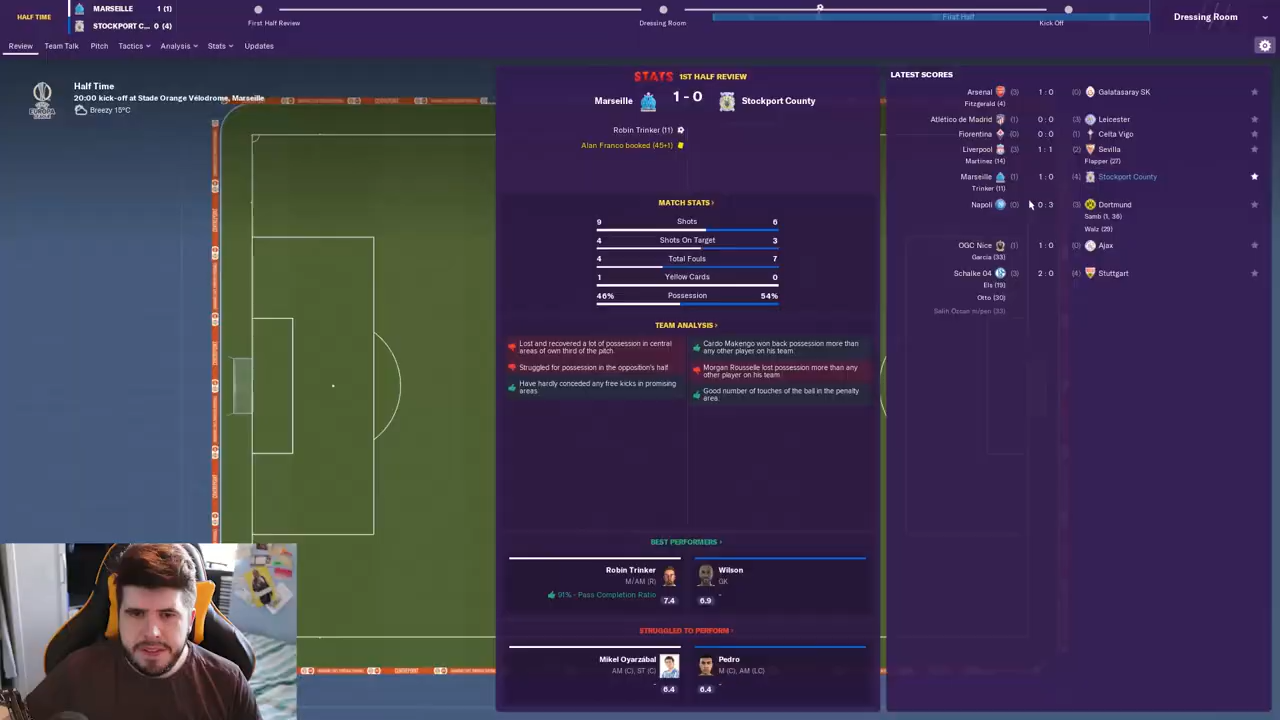 HALF TIME
MARSEILLE 1 (1)
STOCKPORT C... 0 (4)
First Half Review
Dressing Room
First Half
Kick Off
Dressing Room
Review Team Talk Pitch Tactics Analysis Stats Updates
Half Time
20:00 kick-off at Stade Orange Vélodrome, Marseille
Breezy 15°C
STATS 1ST HALF REVIEW
Marseille 1 - 0 Stockport County
Robin Trinker (11)
Alan Franco booked (45+1)
MATCH STATS
9 Shots 6
4 Shots On Target 3
4 Total Fouls 7
1 Yellow Cards 0
46% Possession 54%
TEAM ANALYSIS
Lost and recovered a lot of possession in central
areas of own third of the pitch.
Struggled for possession in the opposition's half.
Have hardly conceded any free kicks in promising
areas.
Cardo Makengo won back possession more than
any other player on his team.
Morgan Rousselle lost possession more than any
other player on his team.
Good number of touches of the ball in the penalty
area.
BEST PERFORMERS
Robin Trinker
M/AM (R)
91% - Pass Completion Ratio
7.4
Wilson
GK
-
6.9
STRUGGLED TO PERFORM
Mikel Oyarzábal
AM (C), ST (C)
-
6.4
Pedro
M (C), AM (LC)
-
6.4
LATEST SCORES
Arsenal (3) 1 : 0 (0) Galatasaray SK
Fitzgerald (4)
Atlético de Madrid (1) 0 : 0 (3) Leicester
Fiorentina (0) 0 : 0 (1) Celta Vigo
Liverpool (3) 1 : 1 (2) Sevilla
Martinez (14) Flapper (27)
Marseille (1) 1 : 0 (4) Stockport County
Trinker (11)
Napoli (0) 0 : 3 (3) Dortmund
Samb (1, 36)
Walz (29)
OGC Nice (1) 1 : 0 (0) Ajax
Garcia (33)
Schalke 04 (3) 2 : 0 (4) Stuttgart
Els (19)
Otto (30)
Salih Özcan m/pen (33)